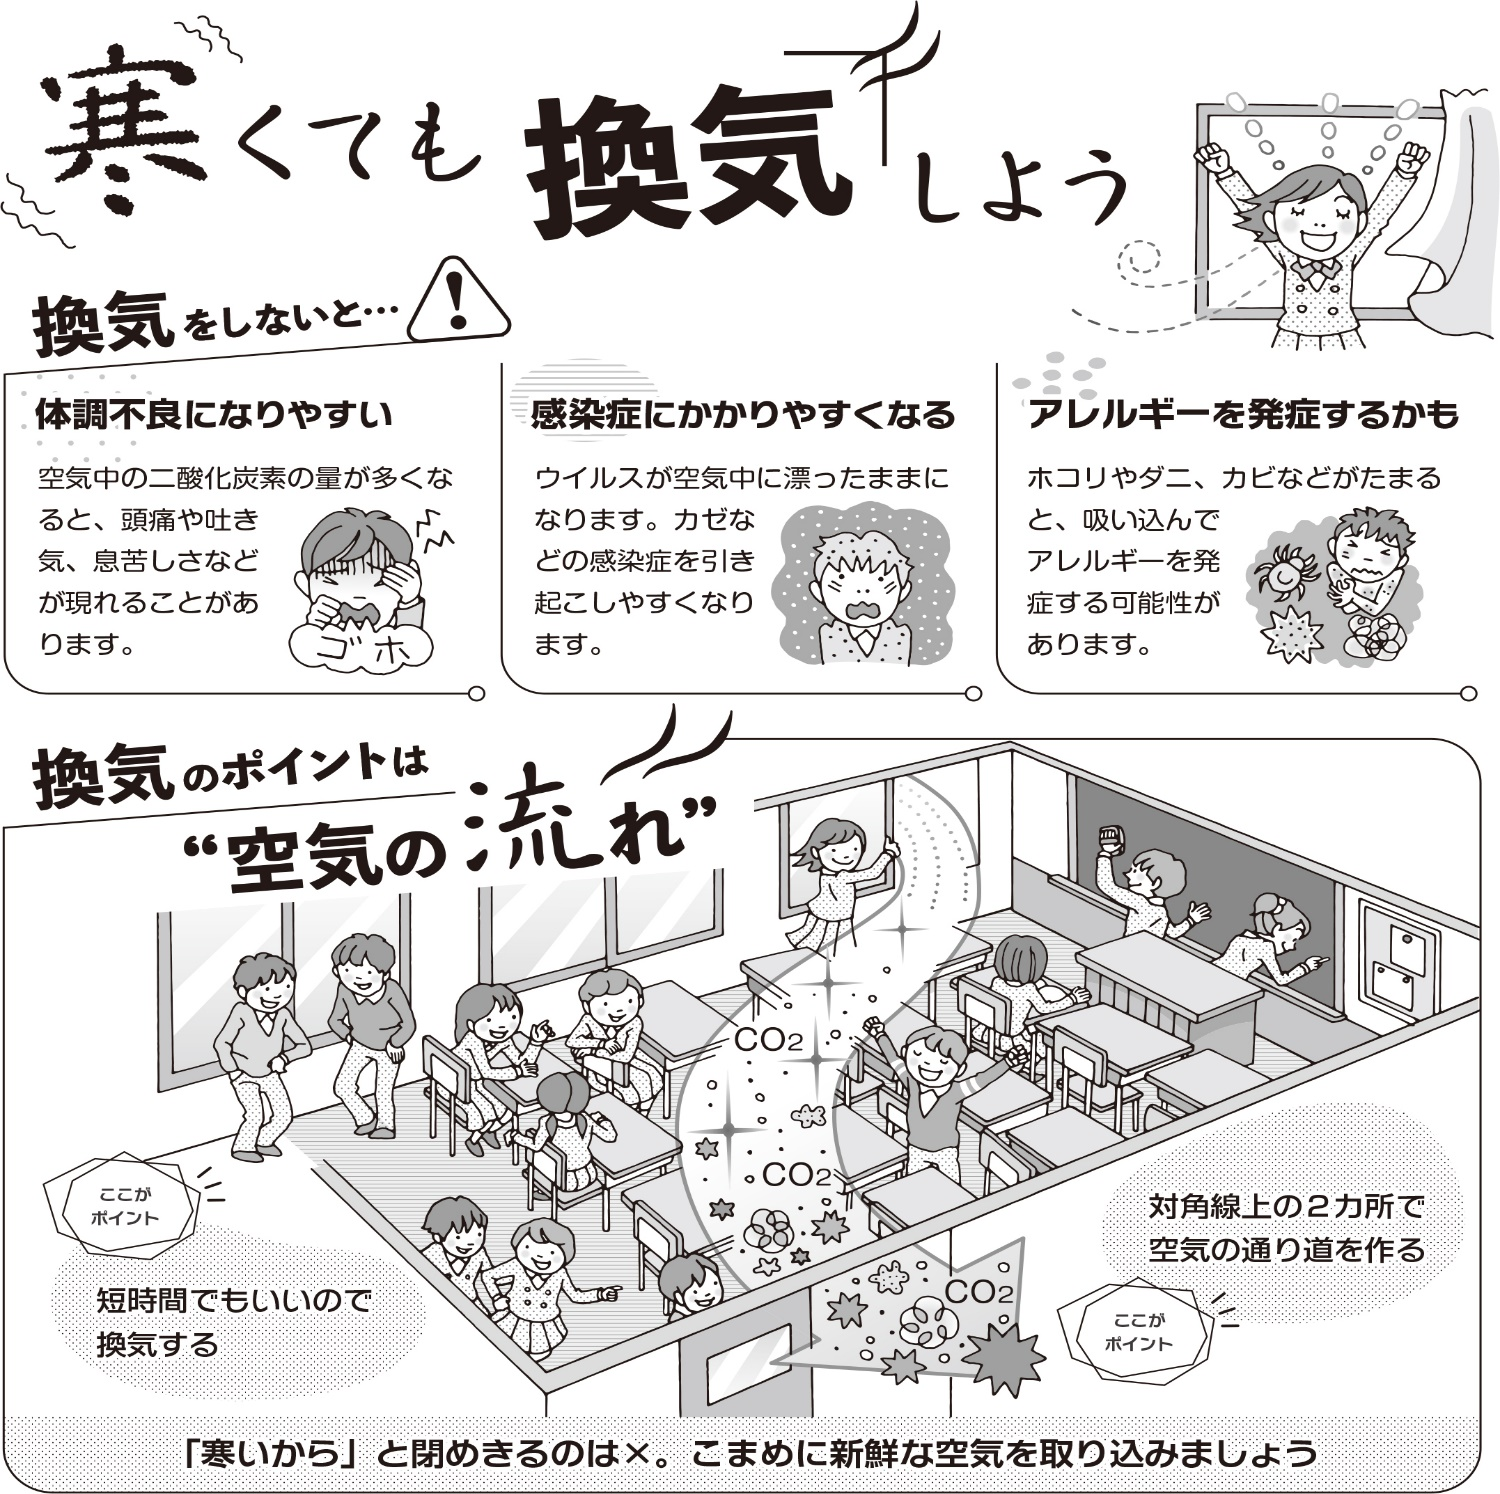 寒くても換気しよう
換気をしないと…
!
体調不良になりやすい
空気中の二酸化炭素の量が多くな
ると、頭痛や吐き
気、息苦しさなど
が現れることがあ
ります。
ゴホ
感染症にかかりやすくなる
ウイルスが空気中に漂ったままに
なります。カゼな
どの感染症を引き
起こしやすくなり
ます。
アレルギーを発症するかも
ホコリやダニ、カビなどがたまる
と、吸い込んで
アレルギーを発
症する可能性が
あります。
換気のポイントは
“空気の流れ”
CO2
CO2
CO2
ここが
ポイント
短時間でもいいので
換気する
対角線上の２カ所で
空気の通り道を作る
ここが
ポイント
「寒いから」と閉めきるのは×。こまめに新鮮な空気を取り込みましょう